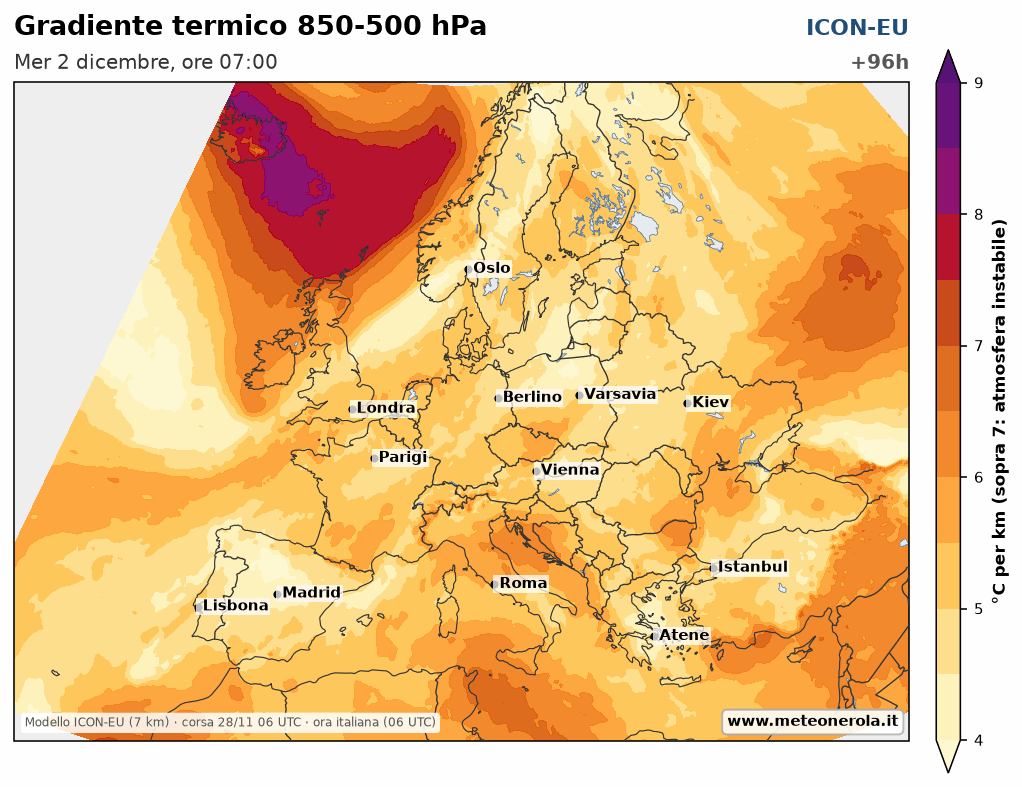 Gradiente termico 850-500 hPa
ICON-EU
Mer 2 dicembre, ore 07:00
+96h
9
8
7
6
5
4
°C per km (sopra 7: atmosfera instabile)
Oslo
Berlino
Varsavia
Kiev
Londra
Parigi
Vienna
Istanbul
Roma
Madrid
Lisbona
Atene
Modello ICON-EU (7 km) · corsa 28/11 06 UTC · ora italiana (06 UTC)
www.meteonerola.it